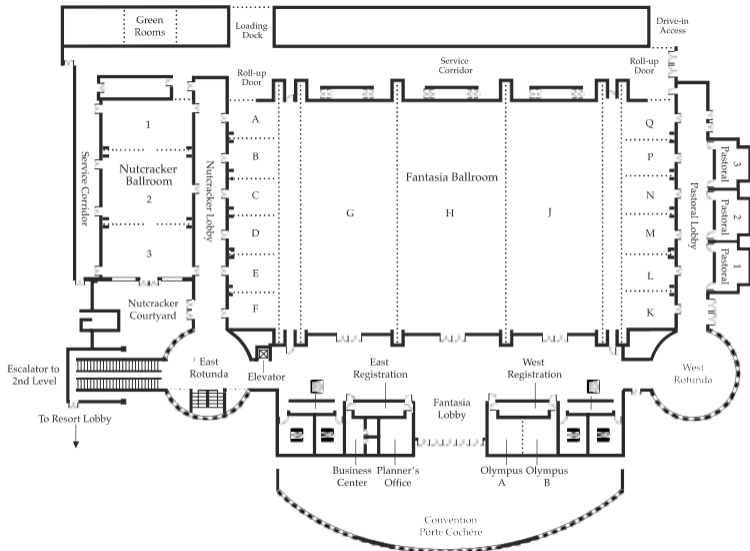 Green
Rooms
Loading
Dock
Drive-in
Access
Roll-up
Door
Service
Corridor
Roll-up
Door
1
Nutcracker
Ballroom
2
3
Service Corridor
Nutcracker Lobby
A
B
C
D
E
F
Fantasia Ballroom
G
H
J
Q
P
N
M
L
K
Pastoral Lobby
Pastoral
3
Pastoral
2
Pastoral
1
Nutcracker
Courtyard
Escalator to
2nd Level
To Resort Lobby
East
Rotunda
Elevator
East
Registration
Fantasia
Lobby
West
Registration
West
Rotunda
Business
Center
Planner's
Office
Olympus
A
Olympus
B
Convention
Porte Cochére